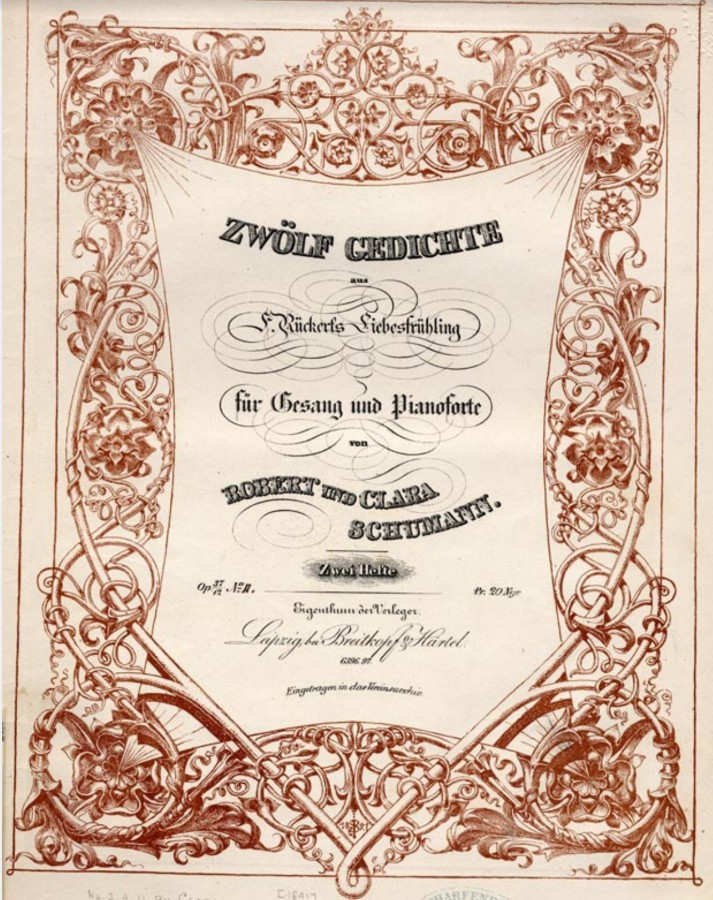 ZWÖLF GEDICHTE
aus
F. Rückert's Liebesfrühling
für Gesang und Pianoforte
von
ROBERT UND CLARA
SCHUMANN.
Zwei Hefte
Op. 37/12 No. II. Pr. 20 Ngr
Eigenthum der Verleger.
Leipzig, bei Breitkopf & Härtel.
6396. 97.
Eingetragen in das Vereinsarchiv.